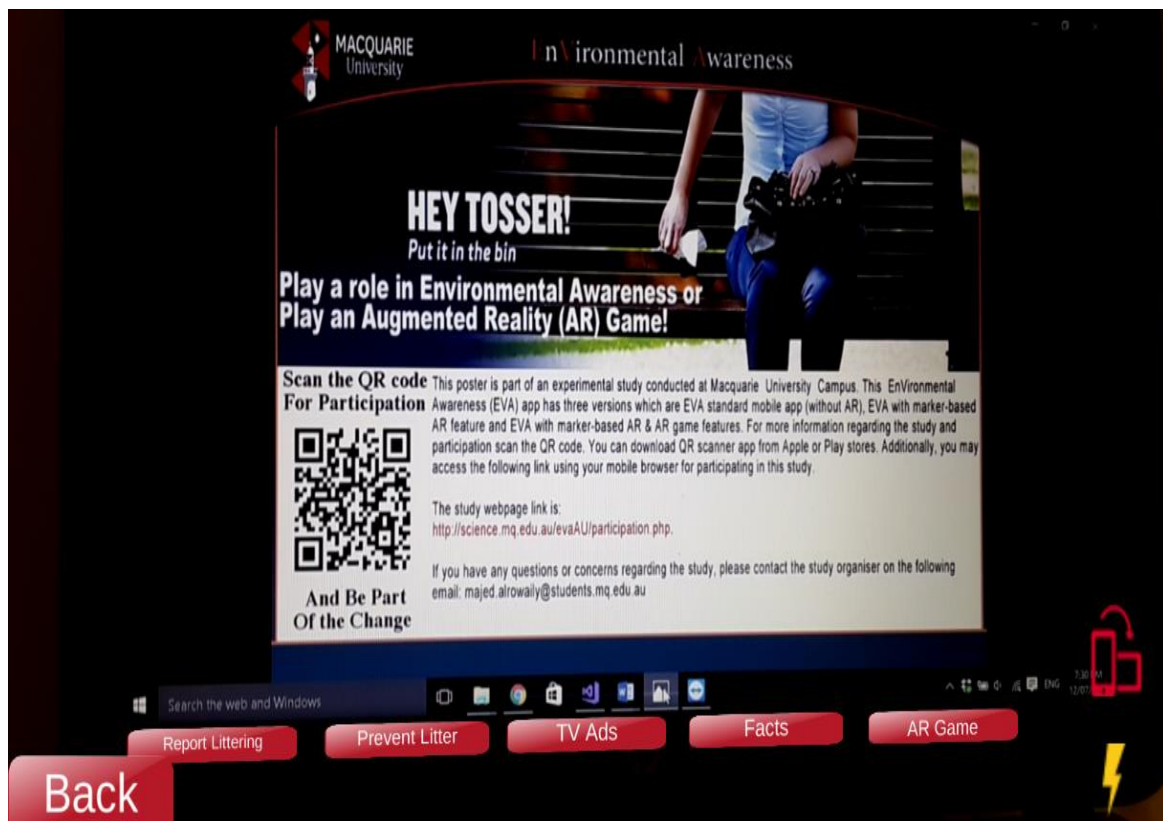 MACQUARIE
University
EnVironmental Awareness
HEY TOSSER!
Put it in the bin
Play a role in Environmental Awareness or
Play an Augmented Reality (AR) Game!
Scan the QR code
For Participation
This poster is part of an experimental study conducted at Macquarie University Campus. This EnVironmental
Awareness (EVA) app has three versions which are EVA standard mobile app (without AR), EVA with marker-based
AR feature and EVA with marker-based AR & AR game features. For more information regarding the study and
participation scan the QR code. You can download QR scanner app from Apple or Play stores. Additionally, you may
access the following link using your mobile browser for participating in this study.
The study webpage link is:
http://science.mq.edu.au/evaAU/participation.php.
If you have any questions or concerns regarding the study, please contact the study organiser on the following
email: majed.alrowaily@students.mq.edu.au
And Be Part
Of the Change
Search the web and Windows
ENG
Report Littering
Prevent Litter
TV Ads
Facts
AR Game
Back